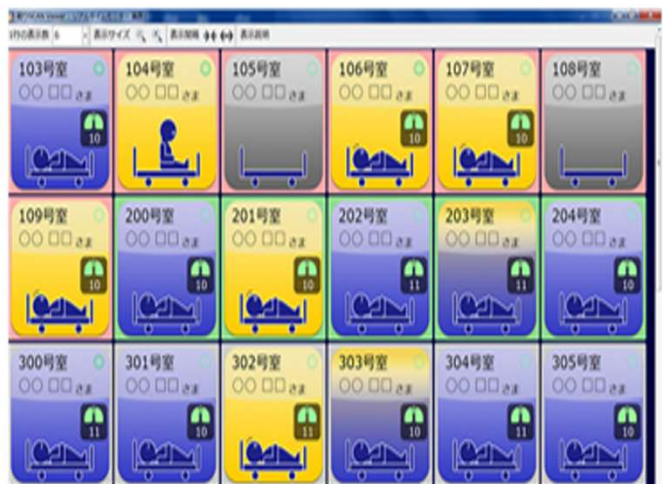 表示サイズ 表示間隔 表示説明
103号室 104号室 105号室 106号室 107号室 108号室
○○ □□ さま ○○ □□ さま ○○ □□ さま ○○ □□ さま ○○ □□ さま ○○ □□ さま
10 10 10
109号室 200号室 201号室 202号室 203号室 204号室
○○ □□ さま ○○ □□ さま ○○ □□ さま ○○ □□ さま ○○ □□ さま ○○ □□ さま
10 10 10 11 11 10
300号室 301号室 302号室 303号室 304号室 305号室
○○ □□ さま ○○ □□ さま ○○ □□ さま ○○ □□ さま ○○ □□ さま ○○ □□ さま
11 10 11 10 11 10